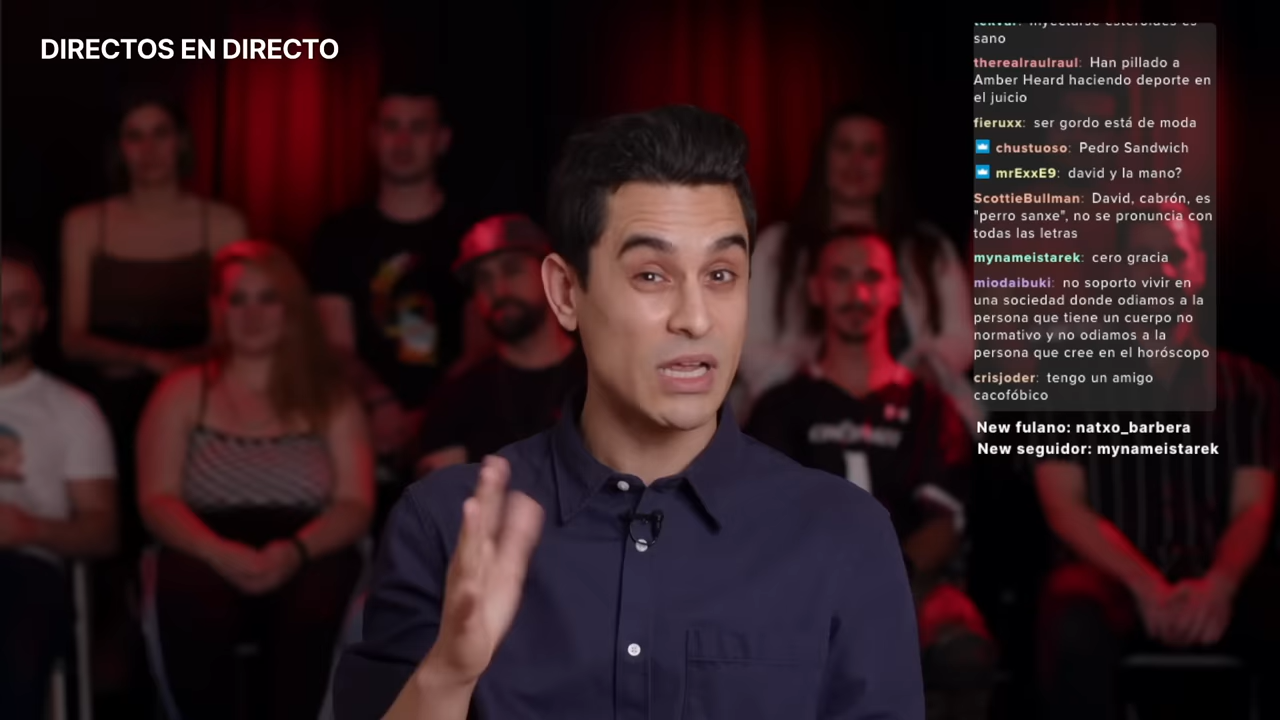 DIRECTOS EN DIRECTO
sano
therealraulraul: Han pillado a
Amber Heard haciendo deporte en
el juicio
fieruxx: ser gordo está de moda
chustuoso: Pedro Sandwich
mrExxE9: david y la mano?
ScottieBullman: David, cabrón, es
"perro sanxe", no se pronuncia con
todas las letras
mynameistarek: cero gracia
miodaibuki: no soporto vivir en
una sociedad donde odiamos a la
persona que tiene un cuerpo no
normativo y no odiamos a la
persona que cree en el horóscopo
crisjoder: tengo un amigo
cacofóbico
New fulano: natxo_barbera
New seguidor: mynameistarek